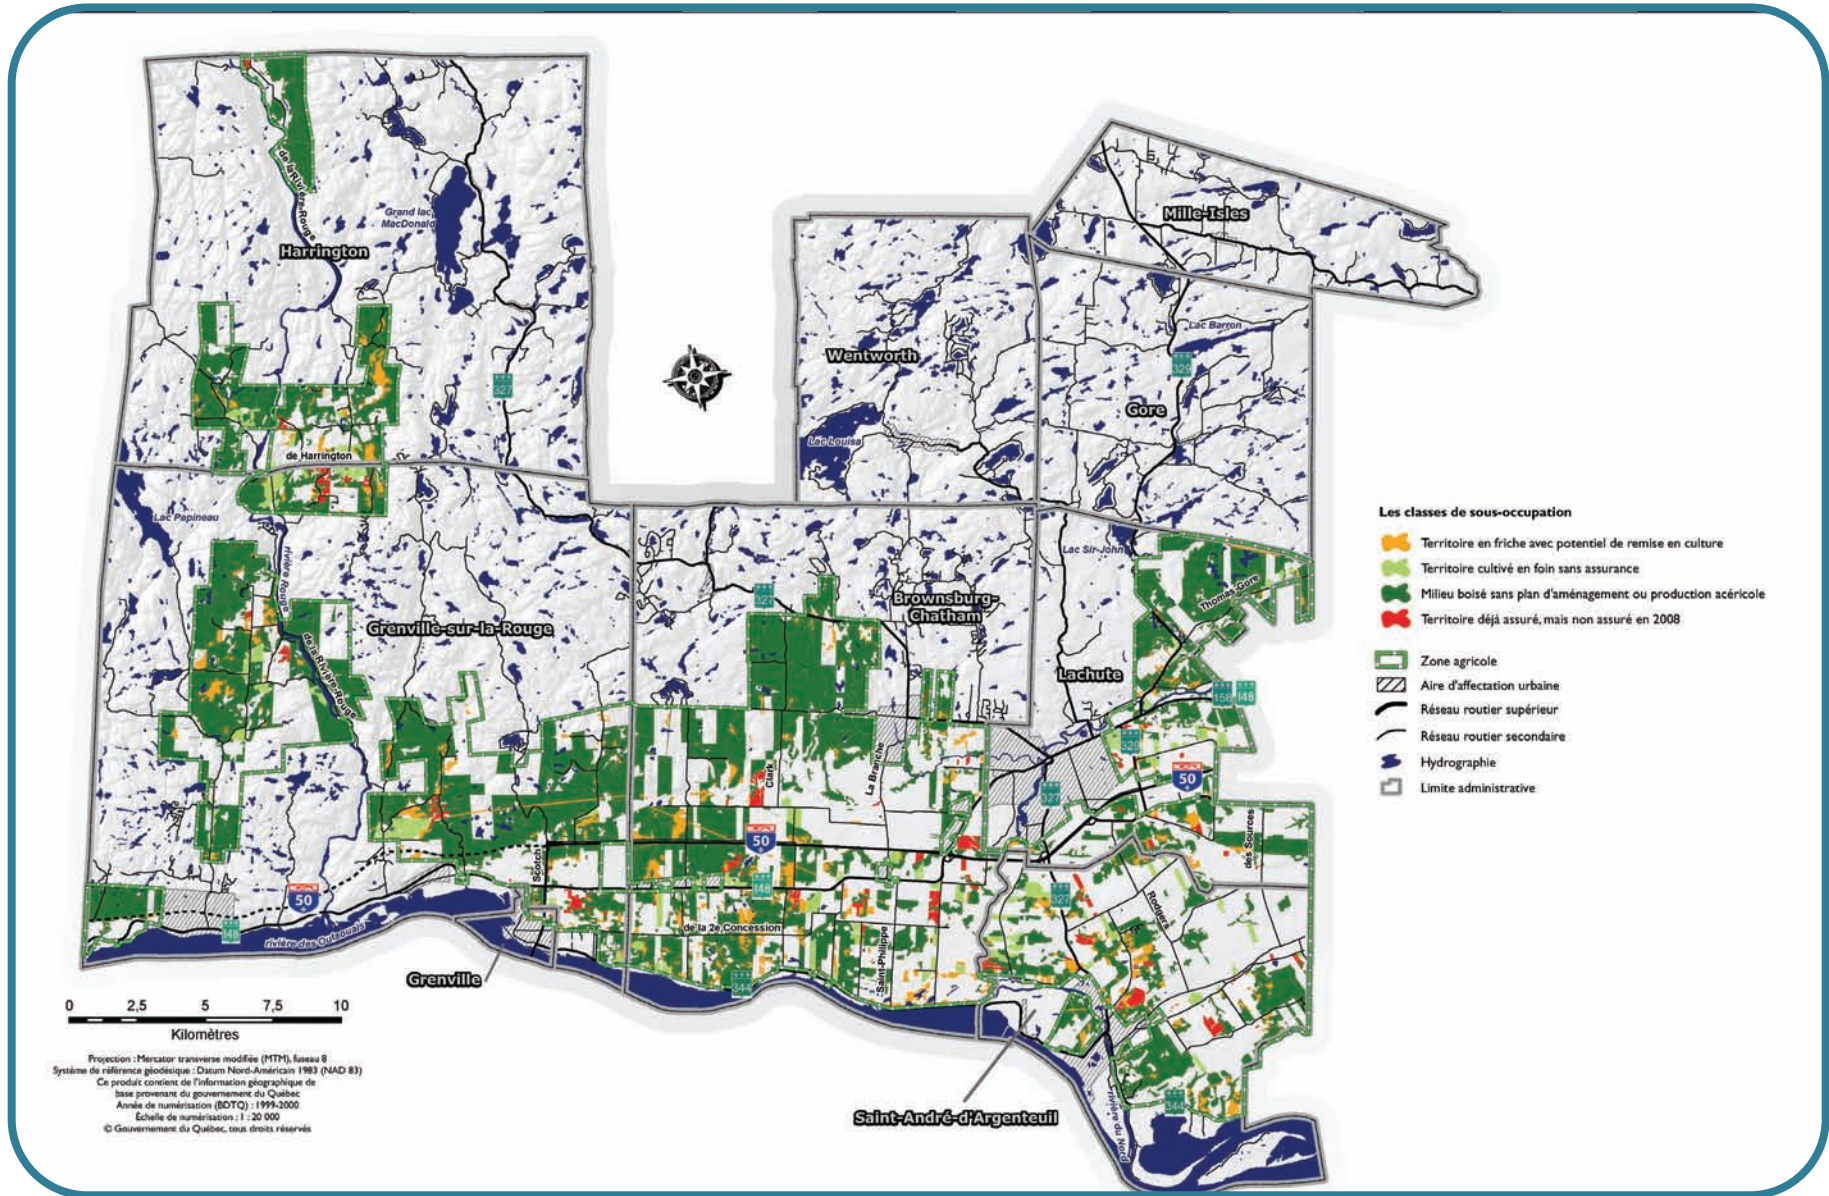 de la Rivière-Rouge
Grand lac
MacDonald
Harrington
Mille-Isles
Lac Barron
Wentworth
329
327
Gore
Lac Louisa
de Harrington
Lac Papineau
Lac Sir-John
rivière Rouge
327
Brownsburg-
Chatham
Thomas-Gore
Grenville-sur-la-Rouge
de la Rivière-Rouge
Lachute
158
148
329
La Branche
Clark
50
327
50
des Sources
Scotch
148
50
327
Rodgers
148
rivière des Outaouais
de la 2e Concession
Saint-Philippe
Grenville
344
Saint-André-d'Argenteuil
344
rivière du Nord
Les classes de sous-occupation
Territoire en friche avec potentiel de remise en culture
Territoire cultivé en foin sans assurance
Milieu boisé sans plan d'aménagement ou production acéricole
Territoire déjà assuré, mais non assuré en 2008
Zone agricole
Aire d'affectation urbaine
Réseau routier supérieur
Réseau routier secondaire
Hydrographie
Limite administrative
0 2,5 5 7,5 10
Kilomètres
Projection : Mercator transverse modifiée (MTM), fuseau 8
Système de référence géodésique : Datum Nord-Américain 1983 (NAD 83)
Ce produit contient de l'information géographique de
base provenant du gouvernement du Québec
Année de numérisation (BDTQ) : 1999-2000
Échelle de numérisation : 1 : 20 000
© Gouvernement du Québec, tous droits réservés